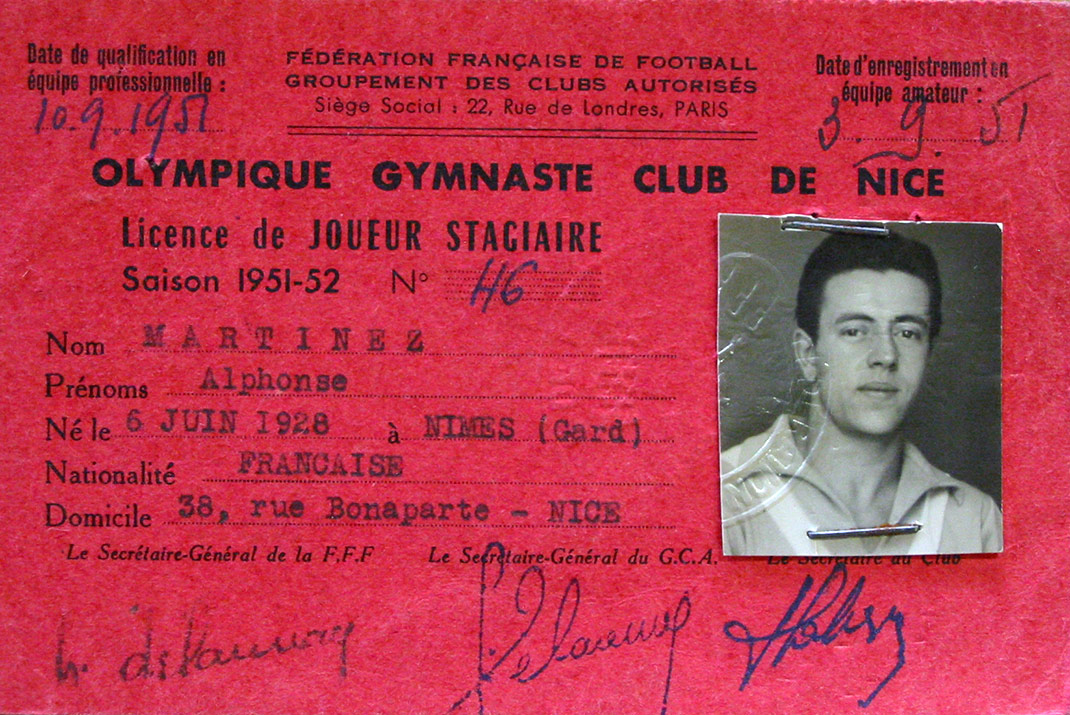 Date de qualification en
équipe professionnelle :
10.9.1951
FÉDÉRATION FRANÇAISE DE FOOTBALL
GROUPEMENT DES CLUBS AUTORISÉS
Siège Social : 22, Rue de Londres, PARIS
Date d'enregistrement en
équipe amateur :
3.9.51
OLYMPIQUE GYMNASTE CLUB DE NICE
Licence de JOUEUR STAGIAIRE
Saison 1951-52 N° 46
Nom MARTINEZ
Prénoms Alphonse
Né le 6 JUIN 1928 à NIMES (Gard)
Nationalité FRANCAISE
Domicile 38, rue Bonaparte - NICE
Le Secrétaire-Général de la F.F.F Le Secrétaire-Général du G.C.A. Le Secrétaire du Club